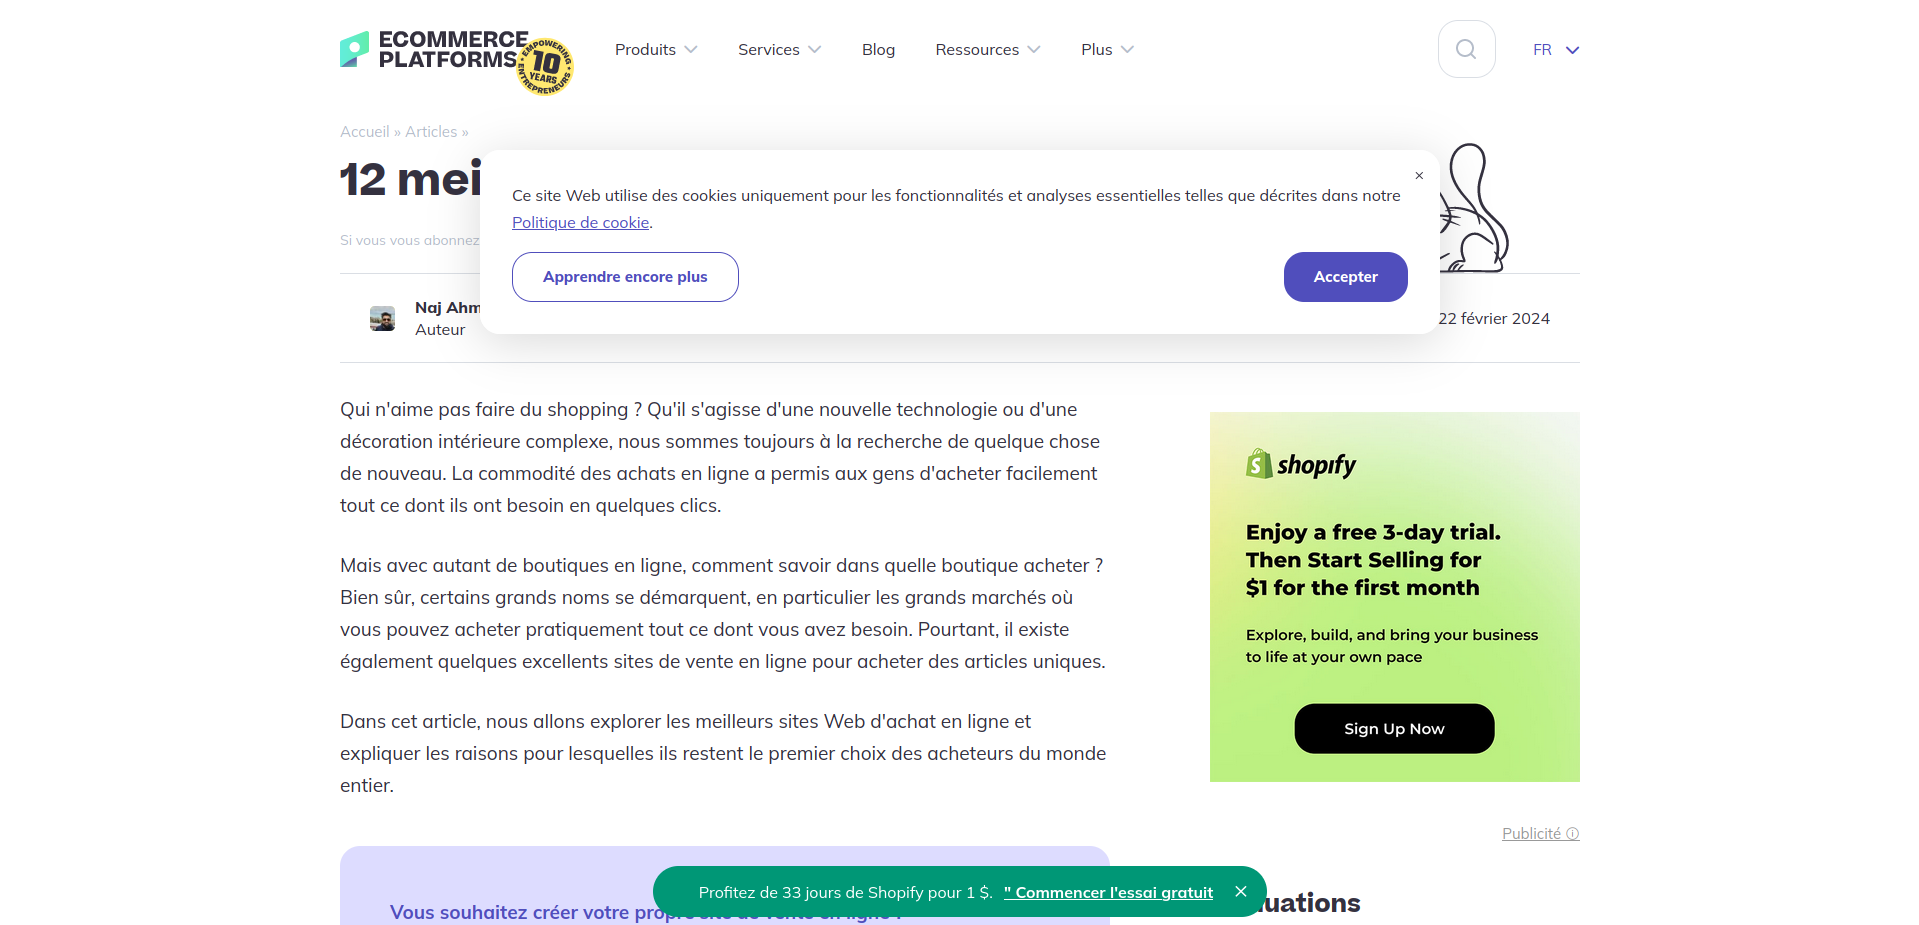 ECOMMERCE
PLATFORMS
EMPOWERING
10
YEARS
ENTREPRENEURS
Produits
Services
Blog
Ressources
Plus
FR
Accueil » Articles »
12 mei
Si vous vous abonnez
Ce site Web utilise des cookies uniquement pour les fonctionnalités et analyses essentielles telles que décrites dans notre
Politique de cookie.
Apprendre encore plus
Accepter
Naj Ahm
Auteur
22 février 2024
Qui n'aime pas faire du shopping ? Qu'il s'agisse d'une nouvelle technologie ou d'une
décoration intérieure complexe, nous sommes toujours à la recherche de quelque chose
de nouveau. La commodité des achats en ligne a permis aux gens d'acheter facilement
tout ce dont ils ont besoin en quelques clics.
Mais avec autant de boutiques en ligne, comment savoir dans quelle boutique acheter ?
Bien sûr, certains grands noms se démarquent, en particulier les grands marchés où
vous pouvez acheter pratiquement tout ce dont vous avez besoin. Pourtant, il existe
également quelques excellents sites de vente en ligne pour acheter des articles uniques.
Dans cet article, nous allons explorer les meilleurs sites Web d'achat en ligne et
expliquer les raisons pour lesquelles ils restent le premier choix des acheteurs du monde
entier.
shopify
Enjoy a free 3-day trial.
Then Start Selling for
$1 for the first month
Explore, build, and bring your business
to life at your own pace
Sign Up Now
Publicité ⓘ
Vous souhaitez créer votre
Profitez de 33 jours de Shopify pour 1 $. " Commencer l'essai gratuit
uations